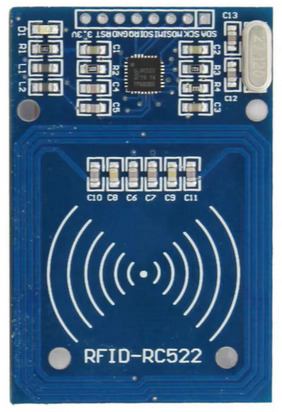 SDA SCK MOSI MISO IRQ GND RST 3.3V
C13
D1
R1
L1
L2
C1
R2
C4
C5
RC522
C2
R3
R4
C3
C12
C10 C8 C6 C7 C9 C11
RFID-RC522